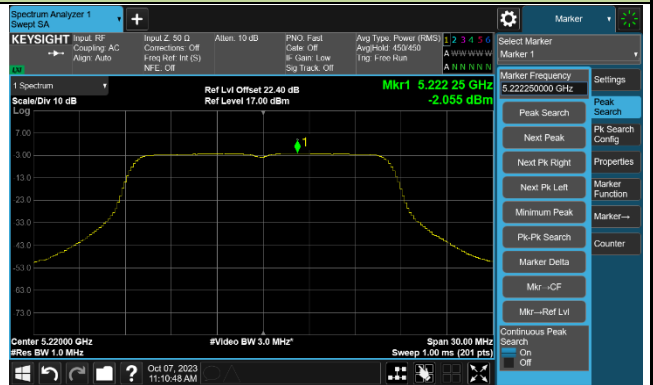 Spectrum Analyzer 1
Swept SA
Marker
KEYSIGHT
Input: RF
Coupling: AC
Align: Auto
Input Z: 50 Ω
Corrections: Off
Freq Ref: Int (S)
NFE: Off
Atten: 10 dB
PNO: Fast
Gate: Off
IF Gain: Low
Sig Track: Off
Avg Type: Power (RMS)
Avg|Hold: 450/450
Trig: Free Run
1 2 3 4 5 6
A W W W W W
A N N N N N
LU
1 Spectrum
Scale/Div 10 dB
Ref Lvl Offset 22.40 dB
Ref Level 17.00 dBm
Mkr1 5.222 25 GHz
-2.055 dBm
Log
7.00
-3.00
-13.0
-23.0
-33.0
-43.0
-53.0
-63.0
-73.0
1
Center 5.22000 GHz
#Res BW 1.0 MHz
#Video BW 3.0 MHz*
Span 30.00 MHz
Sweep 1.00 ms (201 pts)
Select Marker
Marker 1
Marker Frequency
5.222250000 GHz
Peak Search
Next Peak
Next Pk Right
Next Pk Left
Minimum Peak
Pk-Pk Search
Marker Delta
Mkr→CF
Mkr→Ref Lvl
Continuous Peak
Search
On
Off
Settings
Peak
Search
Pk Search
Config
Properties
Marker
Function
Marker→
Counter
Oct 07, 2023
11:10:48 AM